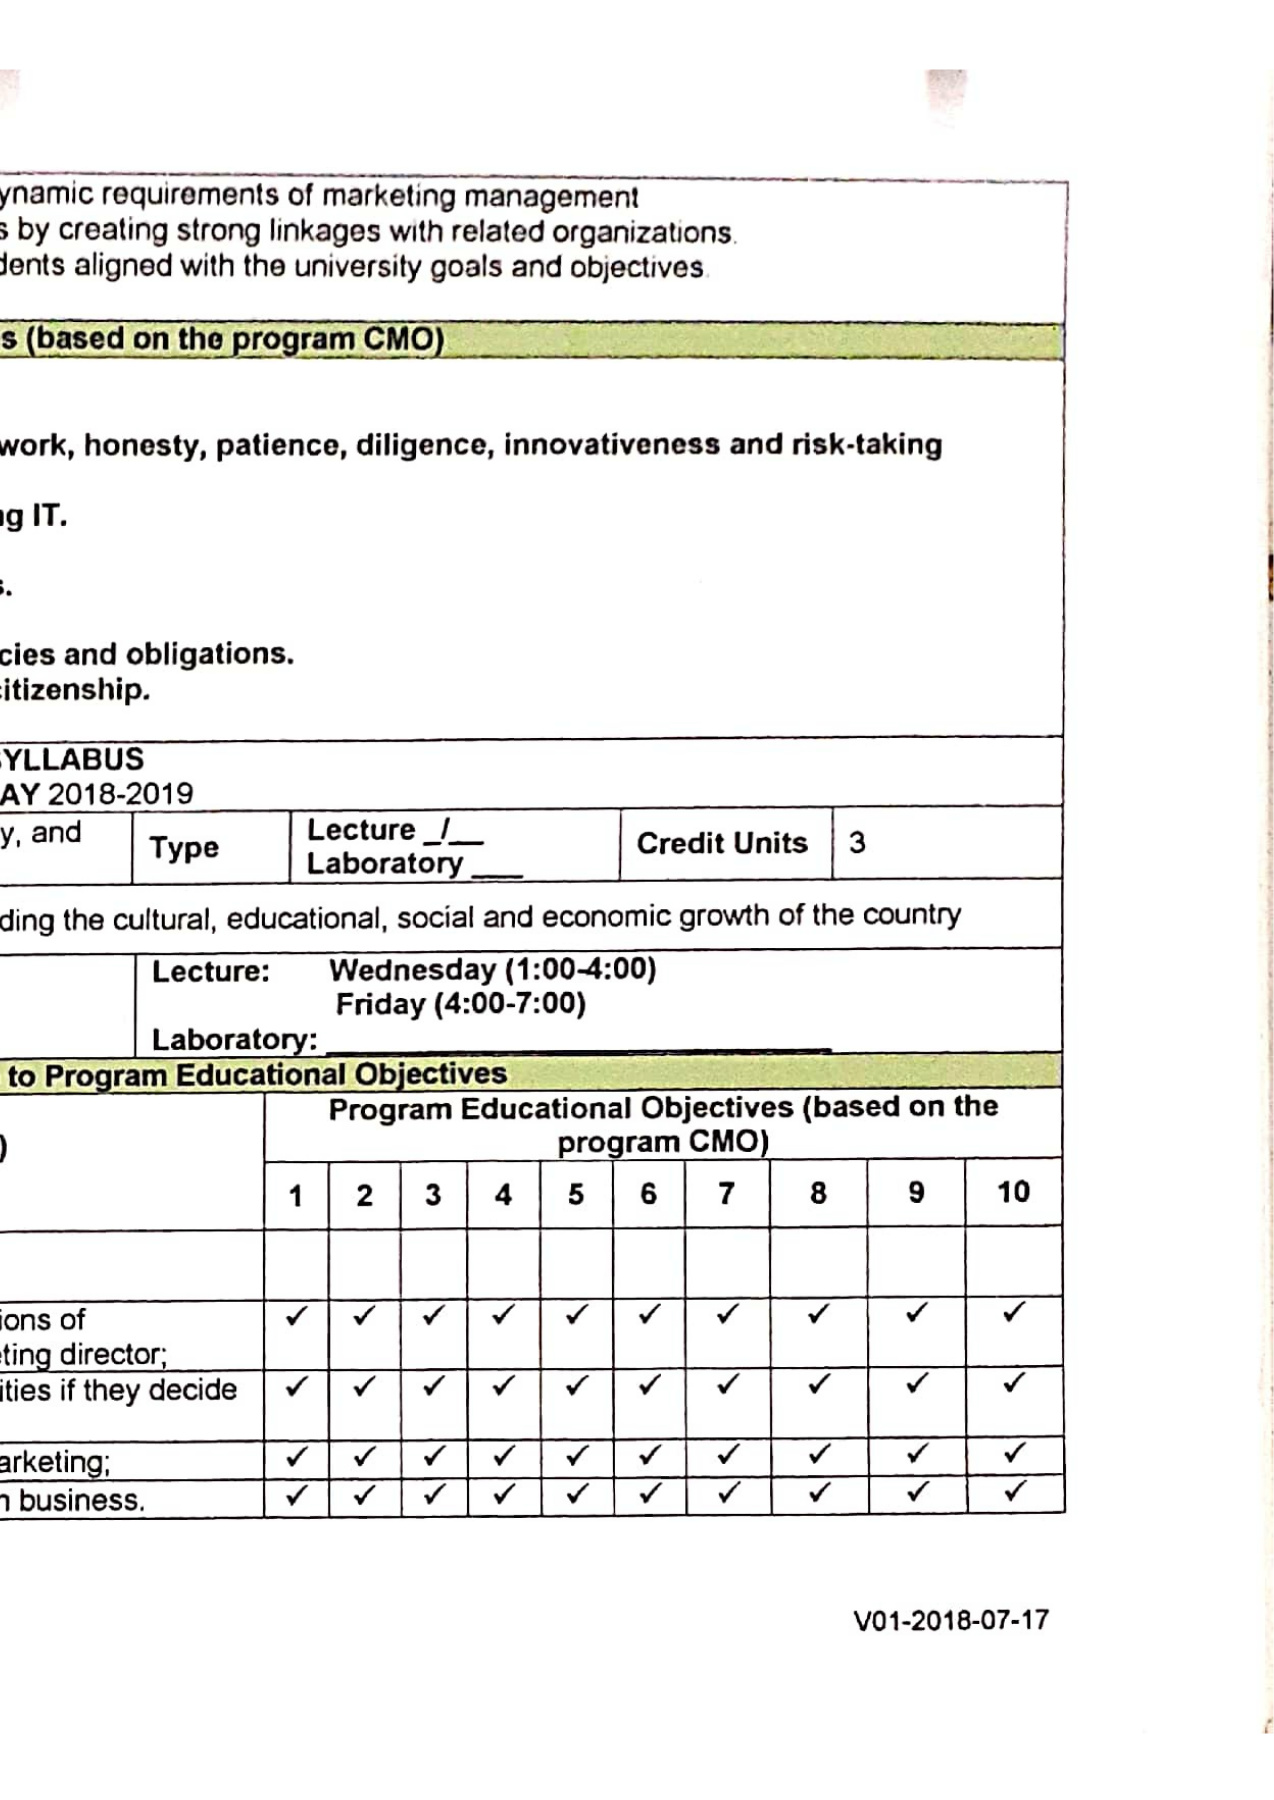 ynamic requirements of marketing management
s by creating strong linkages with related organizations.
dents aligned with the university goals and objectives.
s (based on the program CMO)
work, honesty, patience, diligence, innovativeness and risk-taking
ng IT.
s.
cies and obligations.
citizenship.
SYLLABUS
AY 2018-2019
y, and
Type
Lecture _/__
Laboratory ___
Credit Units
3
ding the cultural, educational, social and economic growth of the country
Lecture: Wednesday (1:00-4:00)
Friday (4:00-7:00)
Laboratory: ____________________
to Program Educational Objectives
)
Program Educational Objectives (based on the
program CMO)
1 2 3 4 5 6 7 8 9 10
ions of ✓ ✓ ✓ ✓ ✓ ✓ ✓ ✓ ✓ ✓
ting director;
ities if they decide ✓ ✓ ✓ ✓ ✓ ✓ ✓ ✓ ✓ ✓
arketing; ✓ ✓ ✓ ✓ ✓ ✓ ✓ ✓ ✓ ✓
n business. ✓ ✓ ✓ ✓ ✓ ✓ ✓ ✓ ✓ ✓
V01-2018-07-17